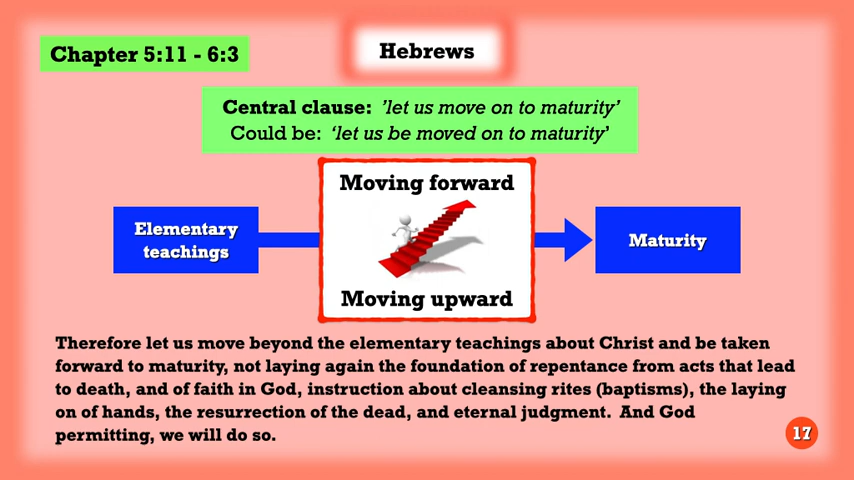 Chapter 5:11 - 6:3
Hebrews
Central clause: 'let us move on to maturity'
Could be: 'let us be moved on to maturity'
Moving forward
Elementary
teachings
Maturity
Moving upward
Therefore let us move beyond the elementary teachings about Christ and be taken
forward to maturity, not laying again the foundation of repentance from acts that lead
to death, and of faith in God, instruction about cleansing rites (baptisms), the laying
on of hands, the resurrection of the dead, and eternal judgment. And God
permitting, we will do so.
17